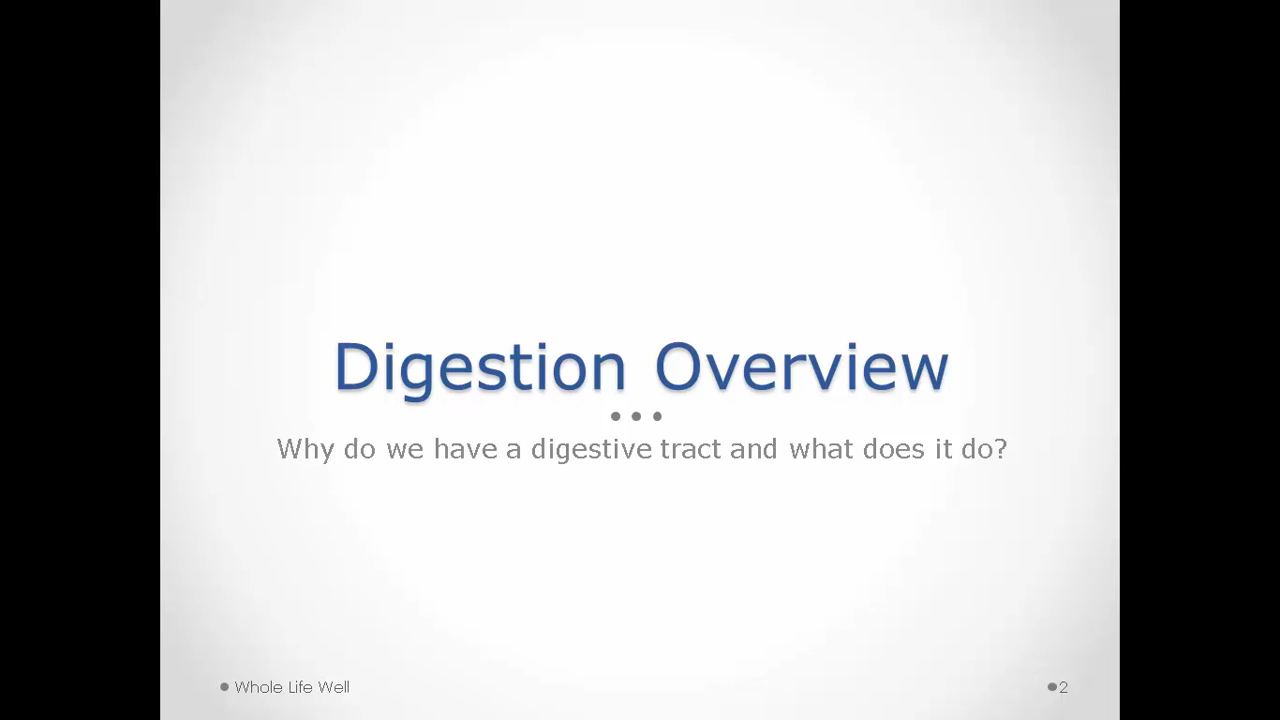 Digestion Overview
Why do we have a digestive tract and what does it do?
Whole Life Well
2